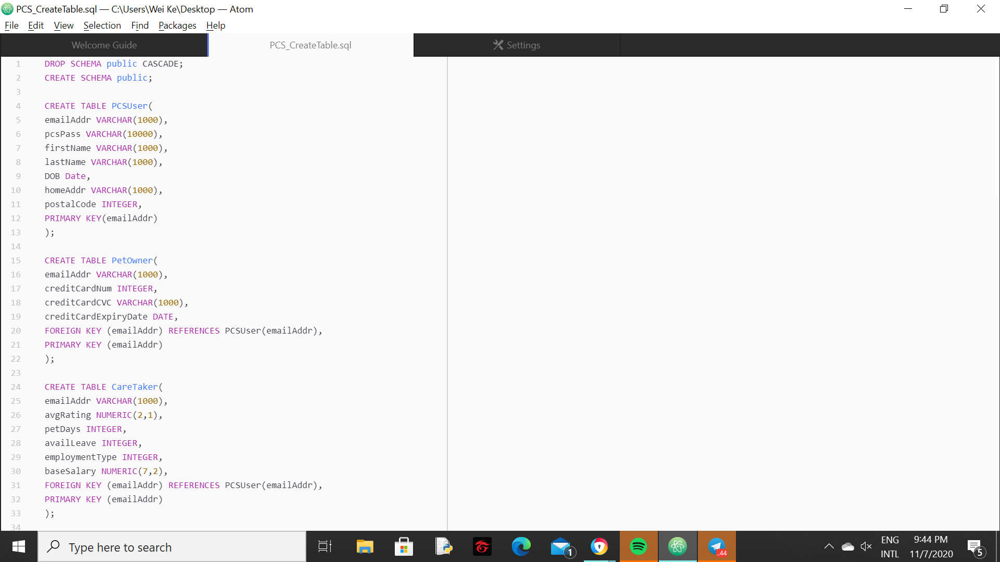 PCS_CreateTable.sql — C:\Users\Wei Ke\Desktop — Atom
File Edit View Selection Find Packages Help
Welcome Guide PCS_CreateTable.sql Settings
1 DROP SCHEMA public CASCADE;
2 CREATE SCHEMA public;
3
4 CREATE TABLE PCSUser(
5 emailAddr VARCHAR(1000),
6 pcsPass VARCHAR(10000),
7 firstName VARCHAR(1000),
8 lastName VARCHAR(1000),
9 DOB Date,
10 homeAddr VARCHAR(1000),
11 postalCode INTEGER,
12 PRIMARY KEY(emailAddr)
13 );
14
15 CREATE TABLE PetOwner(
16 emailAddr VARCHAR(1000),
17 creditCardNum INTEGER,
18 creditCardCVC VARCHAR(1000),
19 creditCardExpiryDate DATE,
20 FOREIGN KEY (emailAddr) REFERENCES PCSUser(emailAddr),
21 PRIMARY KEY (emailAddr)
22 );
23
24 CREATE TABLE CareTaker(
25 emailAddr VARCHAR(1000),
26 avgRating NUMERIC(2,1),
27 petDays INTEGER,
28 availLeave INTEGER,
29 employmentType INTEGER,
30 baseSalary NUMERIC(7,2),
31 FOREIGN KEY (emailAddr) REFERENCES PCSUser(emailAddr),
32 PRIMARY KEY (emailAddr)
33 );
34
Type here to search
1
..44
ENG
INTL
9:44 PM
11/7/2020
5